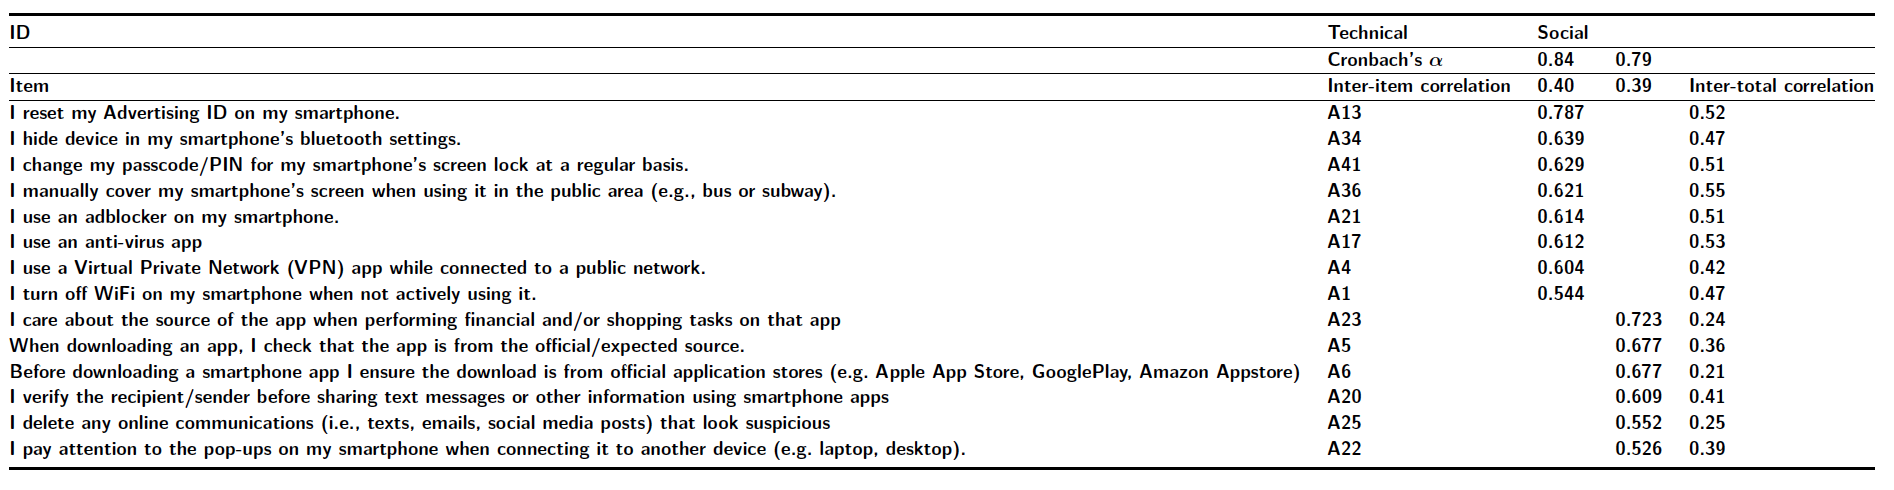 ID Technical Social
Cronbach's α 0.84 0.79
Item Inter-item correlation 0.40 0.39 Inter-total correlation
I reset my Advertising ID on my smartphone. A13 0.787 0.52
I hide device in my smartphone's bluetooth settings. A34 0.639 0.47
I change my passcode/PIN for my smartphone's screen lock at a regular basis. A41 0.629 0.51
I manually cover my smartphone's screen when using it in the public area (e.g., bus or subway). A36 0.621 0.55
I use an adblocker on my smartphone. A21 0.614 0.51
I use an anti-virus app A17 0.612 0.53
I use a Virtual Private Network (VPN) app while connected to a public network. A4 0.604 0.42
I turn off WiFi on my smartphone when not actively using it. A1 0.544 0.47
I care about the source of the app when performing financial and/or shopping tasks on that app A23 0.723 0.24
When downloading an app, I check that the app is from the official/expected source. A5 0.677 0.36
Before downloading a smartphone app I ensure the download is from official application stores (e.g. Apple App Store, GooglePlay, Amazon Appstore) A6 0.677 0.21
I verify the recipient/sender before sharing text messages or other information using smartphone apps A20 0.609 0.41
I delete any online communications (i.e., texts, emails, social media posts) that look suspicious A25 0.552 0.25
I pay attention to the pop-ups on my smartphone when connecting it to another device (e.g. laptop, desktop). A22 0.526 0.39